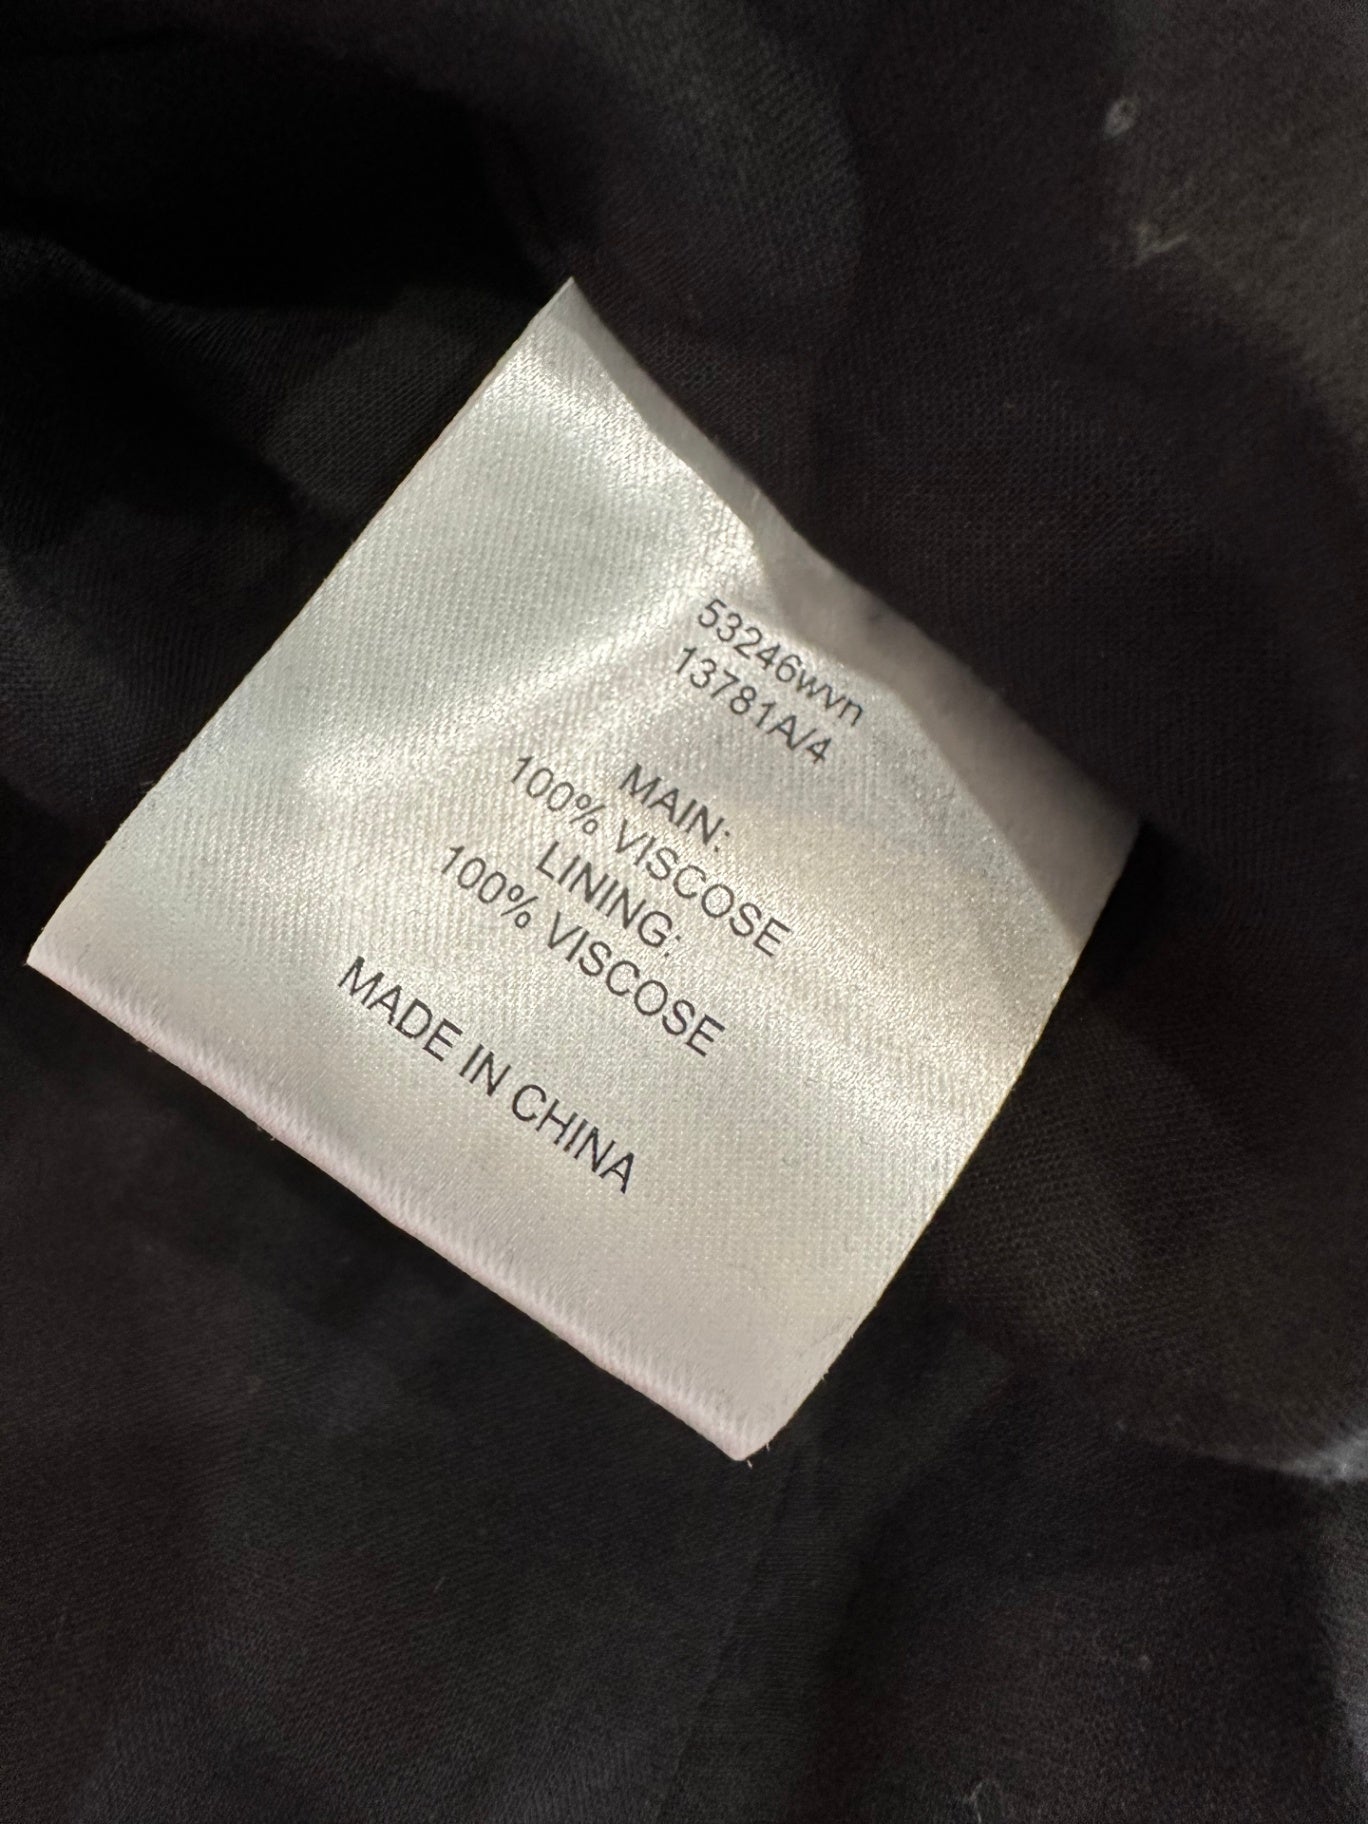 53246wvn
13781A/4
MAIN:
100% VISCOSE
LINING:
100% VISCOSE
MADE IN CHINA